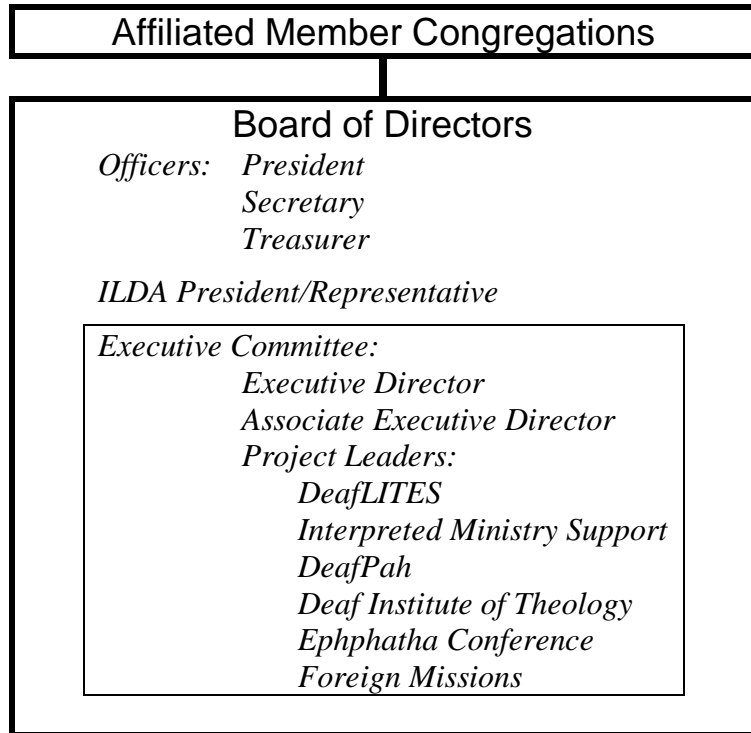 Affiliated Member Congregations
Board of Directors
Officers: President
Secretary
Treasurer
ILDA President/Representative
Executive Committee:
Executive Director
Associate Executive Director
Project Leaders:
DeafLITES
Interpreted Ministry Support
DeafPah
Deaf Institute of Theology
Ephphatha Conference
Foreign Missions